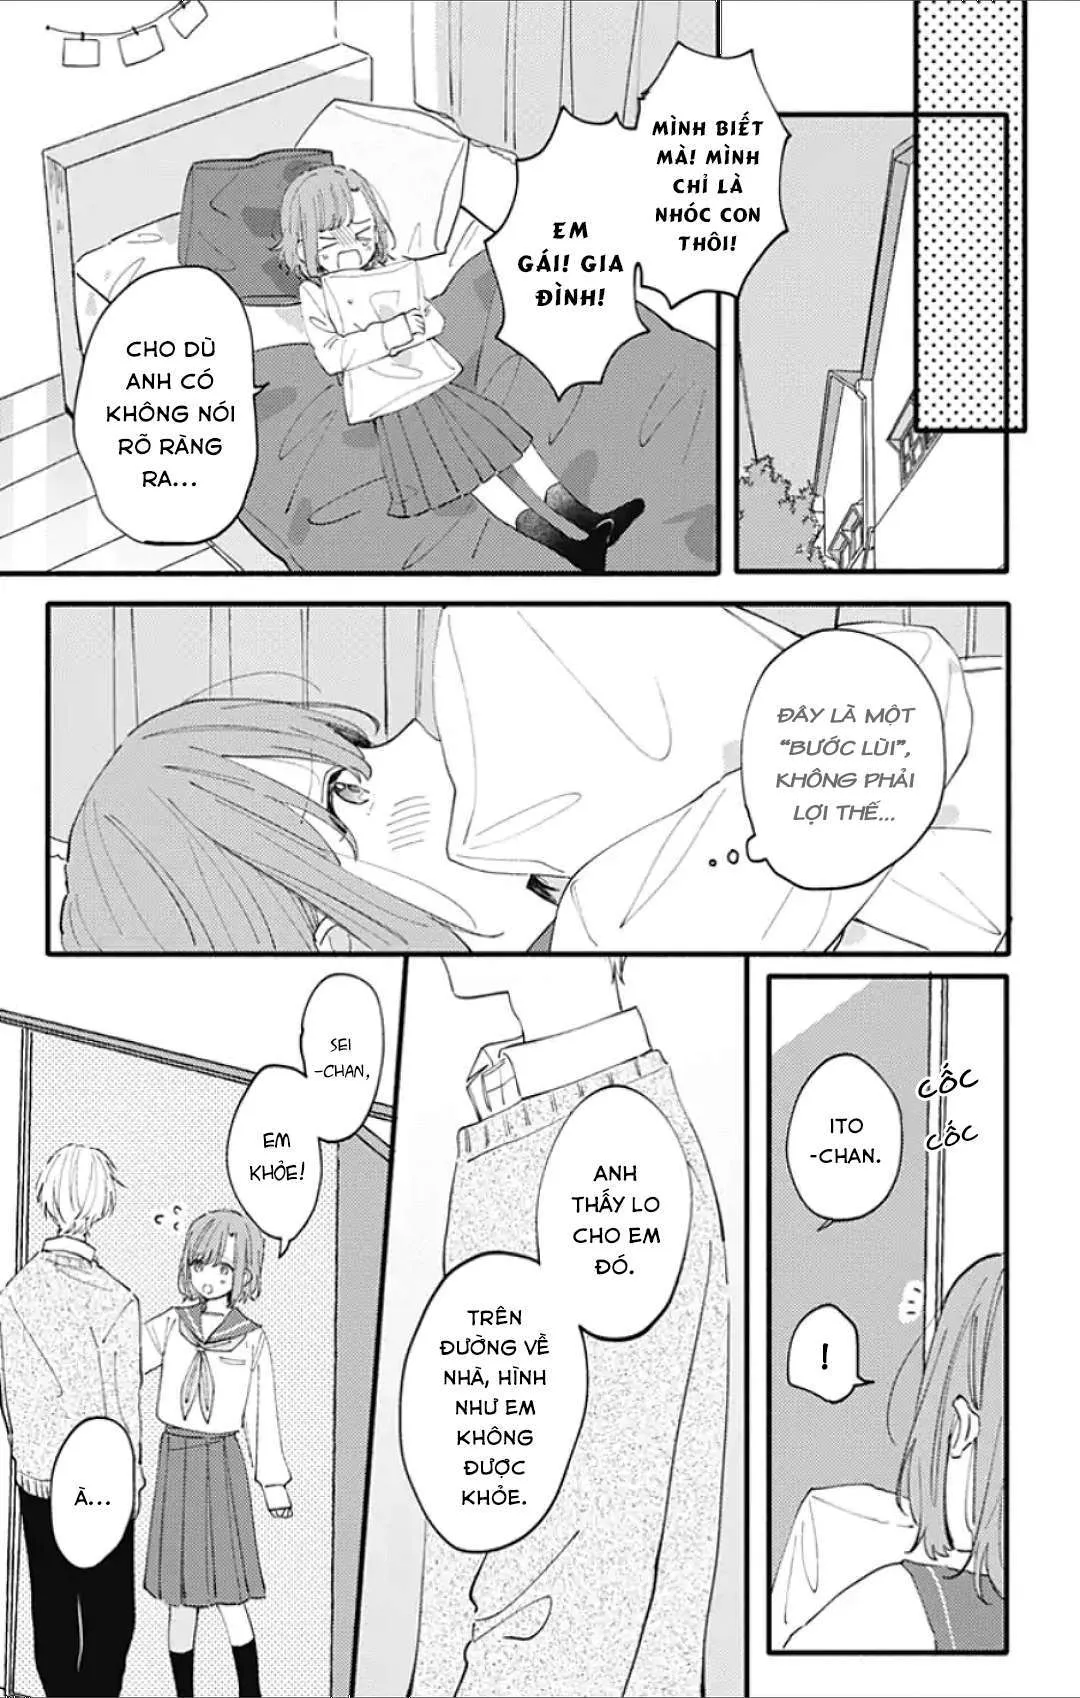 MÌNH BIẾT
MÀ! MÌNH
CHỈ LÀ
NHÓC CON
THÔI!
EM
GÁI! GIA
ĐÌNH!
CHO DÙ
ANH CÓ
KHÔNG NÓI
RÕ RÀNG
RA...
ĐÂY LÀ MỘT
“BƯỚC LÙI”,
KHÔNG PHẢI
LỢI THẾ...
CỐC
CỐC
ITO
-CHAN.
!
ANH
THẤY LO
CHO EM
ĐÓ.
TRÊN
ĐƯỜNG VỀ
NHÀ, HÌNH
NHƯ EM
KHÔNG
ĐƯỢC
KHỎE.
SEI
-CHAN,
EM
KHỎE!
À...